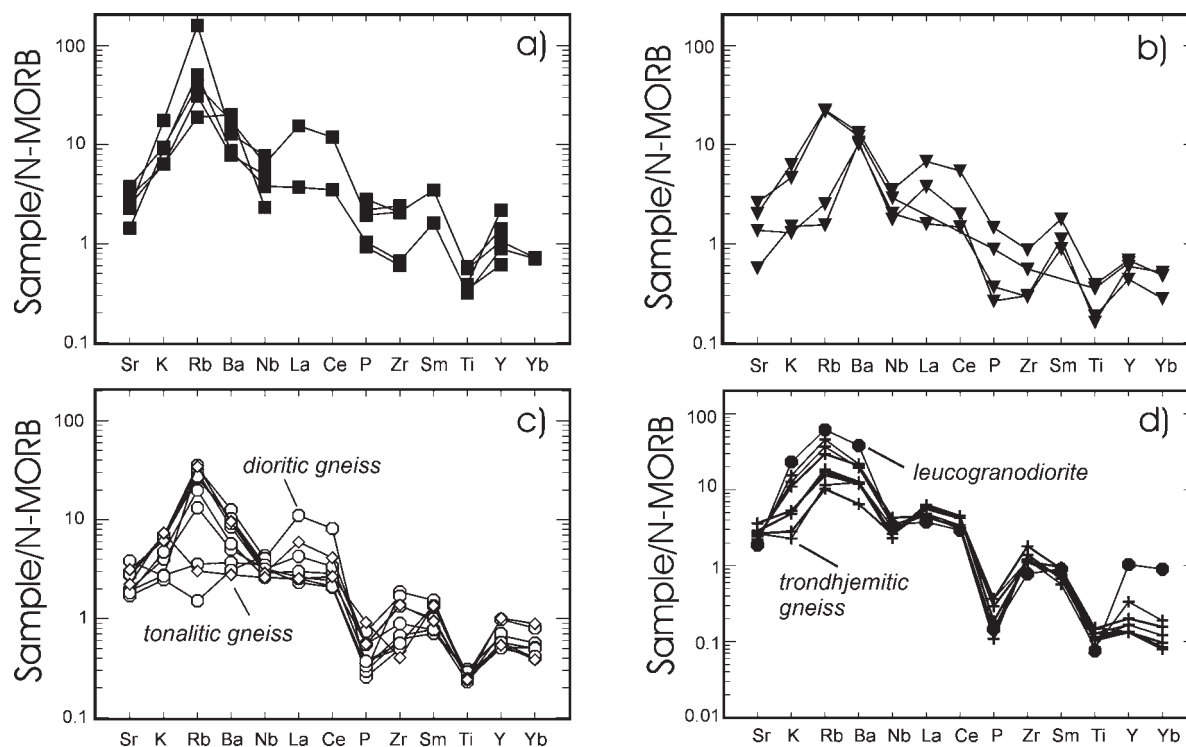 a)
Sample/N-MORB
100
10
1
0.1
Sr K Rb Ba Nb La Ce P Zr Sm Ti Y Yb
b)
Sample/N-MORB
100
10
1
0.1
Sr K Rb Ba Nb La Ce P Zr Sm Ti Y Yb
c)
Sample/N-MORB
100
10
1
0.1
dioritic gneiss
tonalitic gneiss
Sr K Rb Ba Nb La Ce P Zr Sm Ti Y Yb
d)
Sample/N-MORB
100
10
1
0.1
0.01
leucogranodiorite
trondhjemitic
gneiss
Sr K Rb Ba Nb La Ce P Zr Sm Ti Y Yb